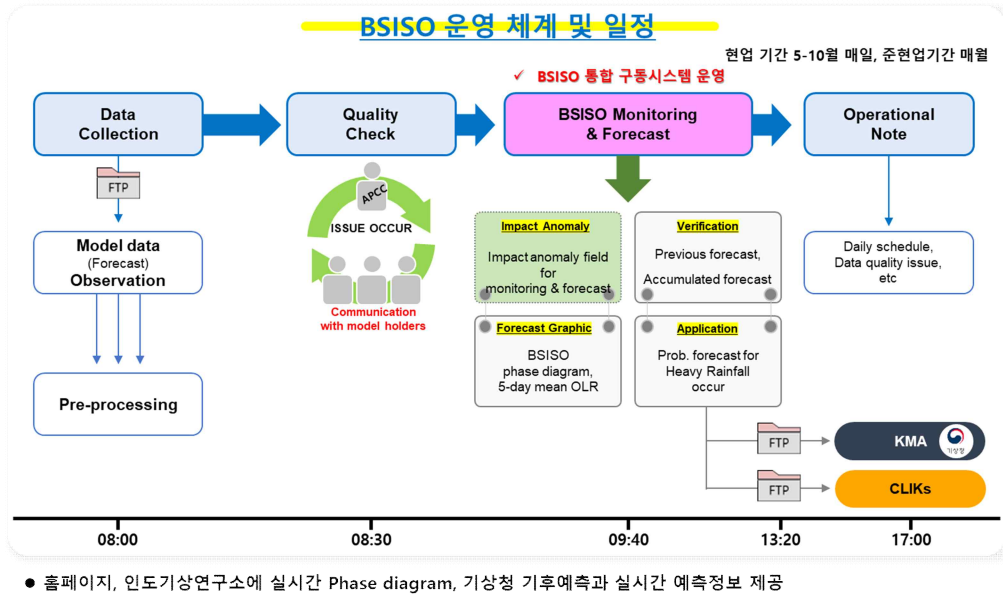 BSISO 운영 체계 및 일정
현업 기간 5-10월 매일, 준현업기간 매월
✓ BSISO 통합 구동시스템 운영
Data
Collection
Quality
Check
BSISO Monitoring
& Forecast
Operational
Note
FTP
Model data
(Forecast)
Observation
Pre-processing
APCC
ISSUE OCCUR
Communication
with model holders
Impact Anomaly
Impact anomaly field
for
monitoring & forecast
Verification
Previous forecast,
Accumulated forecast
Forecast Graphic
BSISO
phase diagram,
5-day mean OLR
Application
Prob. forecast for
Heavy Rainfall
occur
Daily schedule,
Data quality issue,
etc
FTP
KMA
기상청
FTP
CLIKs
08:00
08:30
09:40
13:20
17:00
● 홈페이지, 인도기상연구소에 실시간 Phase diagram, 기상청 기후예측과 실시간 예측정보 제공